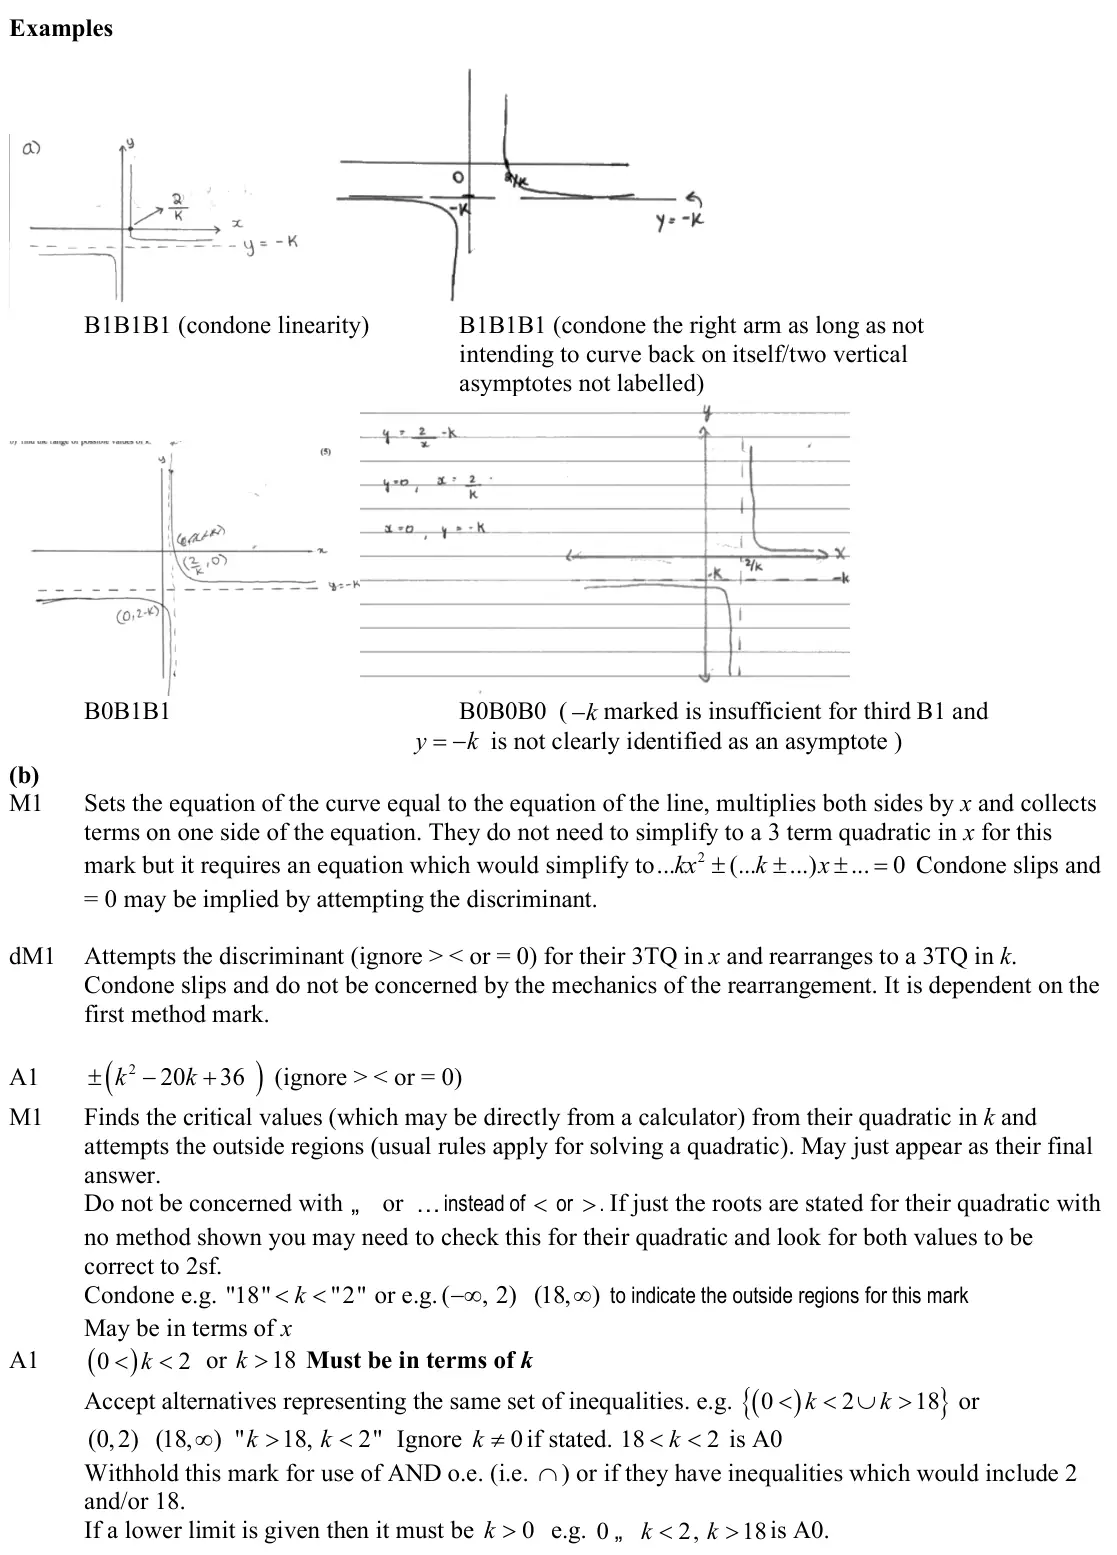 Examples
a)
y
2
K
x
y = -K
0
2/K
-K
y = -K
B1B1B1 (condone linearity)
B1B1B1 (condone the right arm as long as not
intending to curve back on itself/two vertical
asymptotes not labelled)
b) find the range of possible values of k.
(5)
y
x
(2/K, 0)
y = -K
(0, 2-K)
y = 2/x - K
y=0, x = 2/K
x=0, y = -K
y
X
2/K
-K
-K
B0B1B1
B0B0B0 ( −k marked is insufficient for third B1 and
y = −k is not clearly identified as an asymptote )
(b)
M1 Sets the equation of the curve equal to the equation of the line, multiplies both sides by x and collects
terms on one side of the equation. They do not need to simplify to a 3 term quadratic in x for this
mark but it requires an equation which would simplify to ...kx² ± (...k ± ...)x ± ... = 0 Condone slips and
= 0 may be implied by attempting the discriminant.
dM1 Attempts the discriminant (ignore > < or = 0) for their 3TQ in x and rearranges to a 3TQ in k.
Condone slips and do not be concerned by the mechanics of the rearrangement. It is dependent on the
first method mark.
A1 ±(k² − 20k + 36 ) (ignore > < or = 0)
M1 Finds the critical values (which may be directly from a calculator) from their quadratic in k and
attempts the outside regions (usual rules apply for solving a quadratic). May just appear as their final
answer.
Do not be concerned with „ or … instead of < or >. If just the roots are stated for their quadratic with
no method shown you may need to check this for their quadratic and look for both values to be
correct to 2sf.
Condone e.g. "18" < k < "2" or e.g. (−∞, 2) (18, ∞) to indicate the outside regions for this mark
May be in terms of x
A1 (0 <) k < 2 or k > 18 Must be in terms of k
Accept alternatives representing the same set of inequalities. e.g. {(0 <) k < 2 ∪ k > 18} or
(0, 2) (18, ∞) "k > 18, k < 2" Ignore k ≠ 0 if stated. 18 < k < 2 is A0
Withhold this mark for use of AND o.e. (i.e. ∩) or if they have inequalities which would include 2
and/or 18.
If a lower limit is given then it must be k > 0 e.g. 0 „ k < 2, k > 18 is A0.